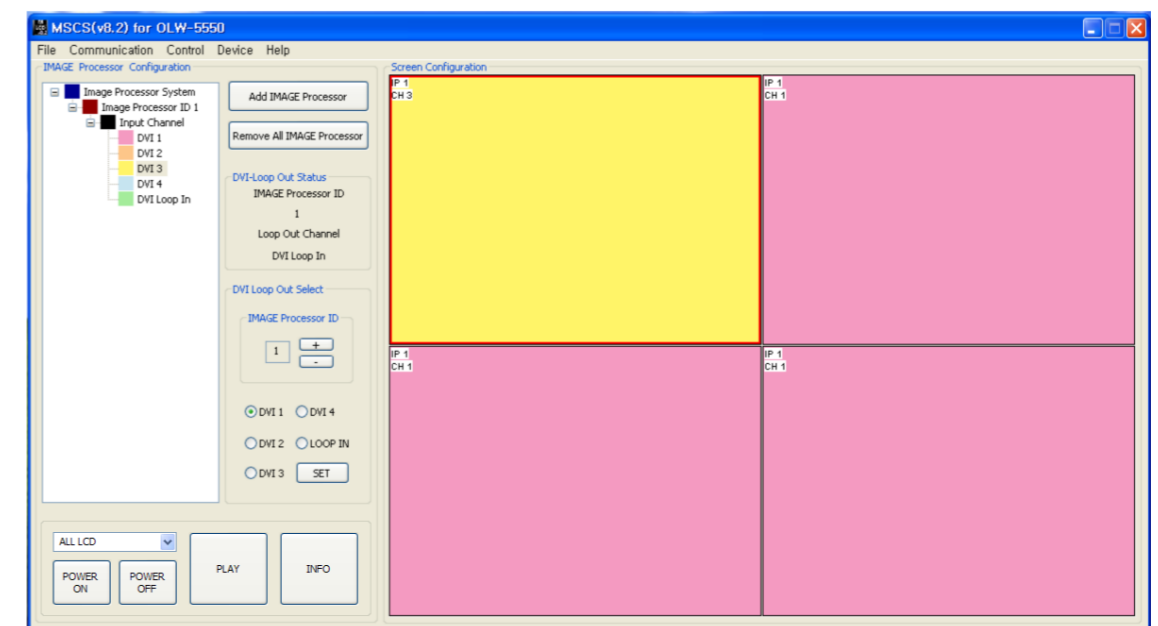 MSCS(v8.2) for OLW-5550
File Communication Control Device Help
IMAGE Processor Configuration
Image Processor System
Image Processor ID 1
Input Channel
DVI 1
DVI 2
DVI 3
DVI 4
DVI Loop In
Add IMAGE Processor
Remove All IMAGE Processor
DVI-Loop Out Status
IMAGE Processor ID
1
Loop Out Channel
DVI Loop In
DVI Loop Out Select
IMAGE Processor ID
1
+
-
DVI 1 DVI 4
DVI 2 LOOP IN
DVI 3 SET
ALL LCD
POWER
ON
POWER
OFF
PLAY
INFO
Screen Configuration
IP 1
CH 3
IP 1
CH 1
IP 1
CH 1
IP 1
CH 1